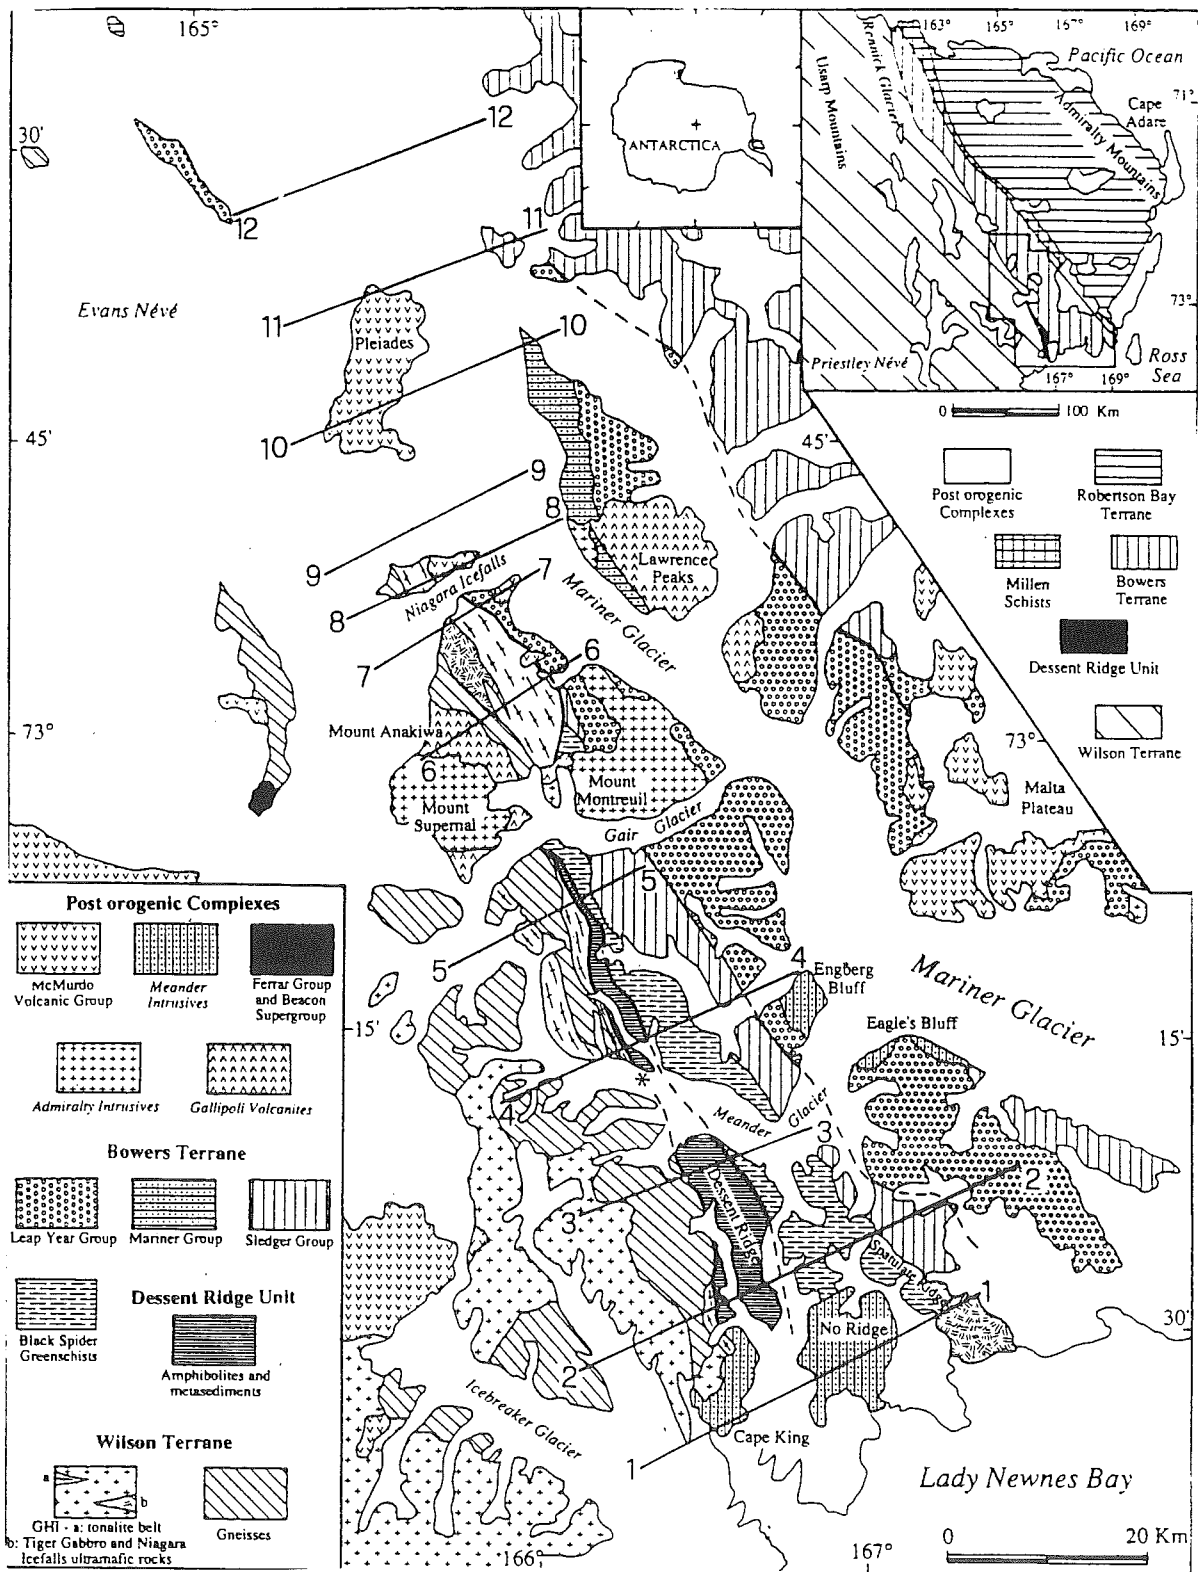 165°
163°
165°
167°
169°
Pacific Ocean
Rennick Glacier
Usarp Mountains
Admiralty Mountains
Cape
Adare
71°
73°
Priestley Névé
Ross
Sea
167°
169°
0
100 Km
ANTARCTICA
30'
12
12
11
11
Evans Névé
Pleiades
10
10
45'
45'
9
9
8
8
Niagara Icefalls
7
7
Lawrence
Peaks
Mariner Glacier
6
6
Mount Anakiwa
73°
73°
Mount
Supernal
Mount
Montreuil
Gair Glacier
Malta
Plateau
Post orogenic
Complexes
Robertson Bay
Terrane
Millen
Schists
Bowers
Terrane
Dessent Ridge Unit
Wilson Terrane
5
5
4
4
Engberg
Bluff
Mariner Glacier
Eagle's Bluff
15'
15'
*
Meander Glacier
3
3
Dessent Ridge
2
2
Spatulate Ridge
1
1
No Ridge
30'
Icebreaker Glacier
Cape King
Lady Newnes Bay
166°
167°
0
20 Km
Post orogenic Complexes
McMurdo
Volcanic Group
Meander
Intrusives
Ferrar Group
and Beacon
Supergroup
Admiralty Intrusives
Gallipoli Volcanites
Bowers Terrane
Leap Year Group
Mariner Group
Sledger Group
Black Spider
Greenschists
Dessent Ridge Unit
Amphibolites and
metasediments
Wilson Terrane
a
b
GHI - a: tonalite belt
b: Tiger Gabbro and Niagara
Icefalls ultramafic rocks
Gneisses